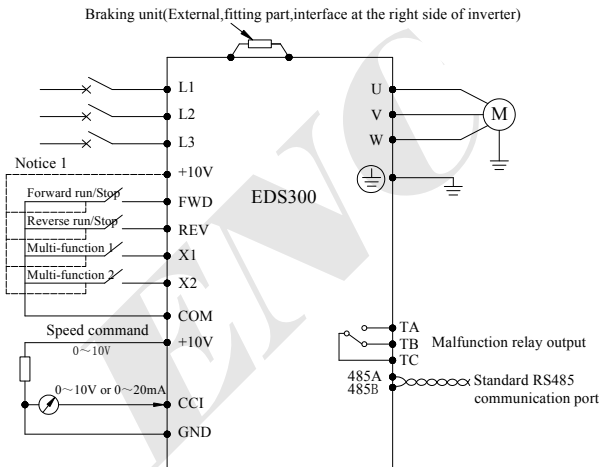 Braking unit(External,fitting part,interface at the right side of inverter)
L1
L2
L3
U
V
W
M
Notice 1
+10V
Forward run/Stop
FWD
EDS300
Reverse run/Stop
REV
Multi-function 1
X1
Multi-function 2
X2
COM
Speed command
+10V
0～10V
0～10V or 0～20mA
CCI
GND
TA
TB
TC
Malfunction relay output
485A
485B
Standard RS485
communication port
ENC